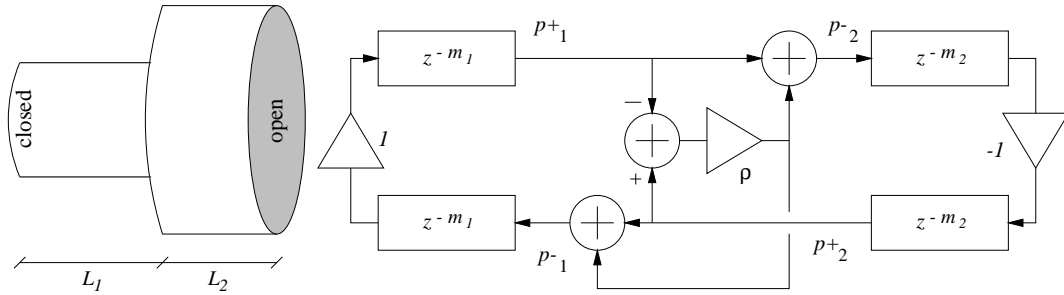 closed
open
L1
L2
p+1
p-2
z-m1
z-m2
1
−
+
ρ
-1
z-m1
z-m2
p-1
p+2